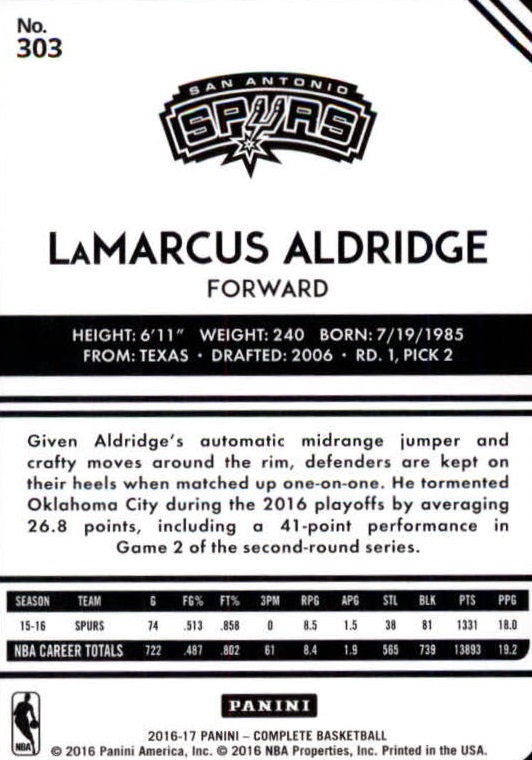 No.
303
SAN ANTONIO
SPURS
LaMARCUS ALDRIDGE
FORWARD
HEIGHT: 6'11" WEIGHT: 240 BORN: 7/19/1985
FROM: TEXAS · DRAFTED: 2006 · RD. 1, PICK 2
Given Aldridge's automatic midrange jumper and
crafty moves around the rim, defenders are kept on
their heels when matched up one-on-one. He tormented
Oklahoma City during the 2016 playoffs by averaging
26.8 points, including a 41-point performance in
Game 2 of the second-round series.
SEASON TEAM G FG% FT% 3PM RPG APG STL BLK PTS PPG
15-16 SPURS 74 .513 .858 0 8.5 1.5 38 81 1331 18.0
NBA CAREER TOTALS 722 .487 .802 61 8.4 1.9 565 739 13893 19.2
PANINI
2016-17 PANINI – COMPLETE BASKETBALL
© 2016 Panini America, Inc. © 2016 NBA Properties, Inc. Printed in the USA.
NBA